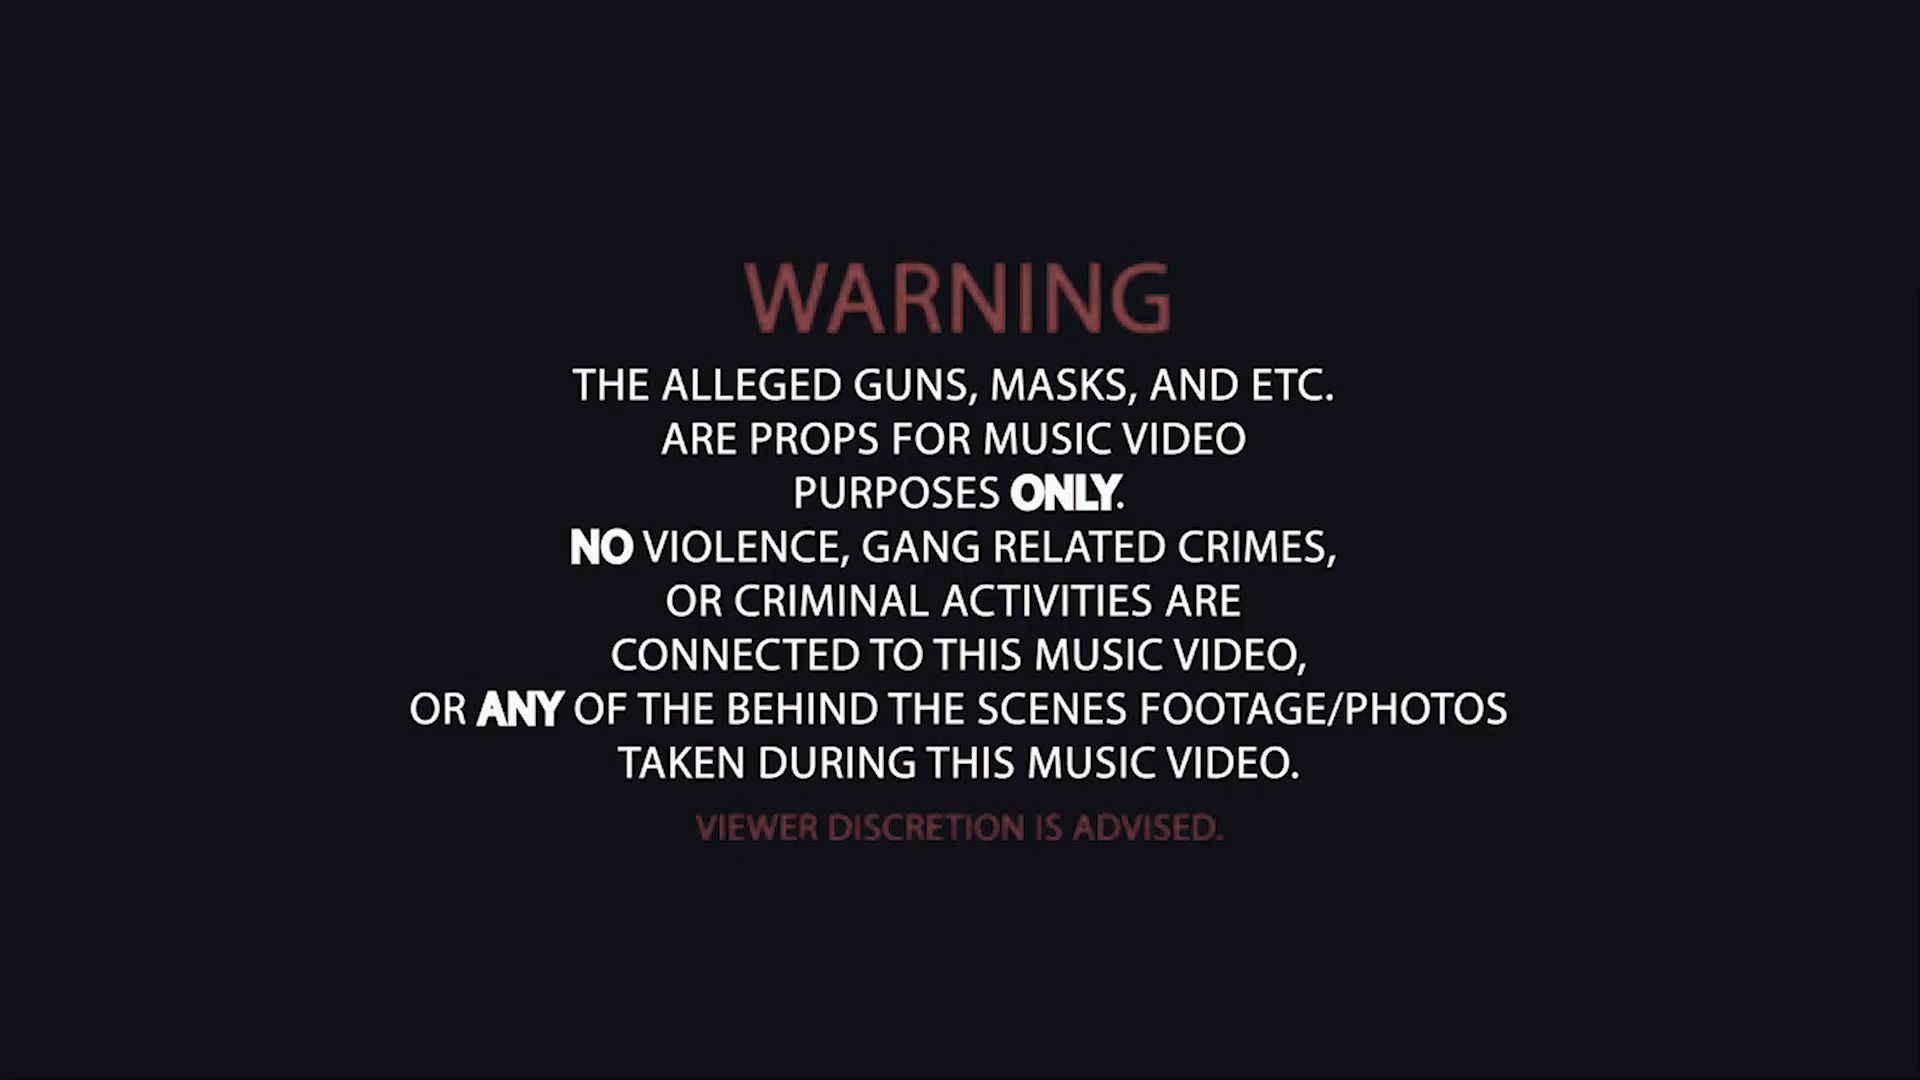 WARNING
THE ALLEGED GUNS, MASKS, AND ETC.
ARE PROPS FOR MUSIC VIDEO
PURPOSES ONLY.
NO VIOLENCE, GANG RELATED CRIMES,
OR CRIMINAL ACTIVITIES ARE
CONNECTED TO THIS MUSIC VIDEO,
OR ANY OF THE BEHIND THE SCENES FOOTAGE/PHOTOS
TAKEN DURING THIS MUSIC VIDEO.
VIEWER DISCRETION IS ADVISED.